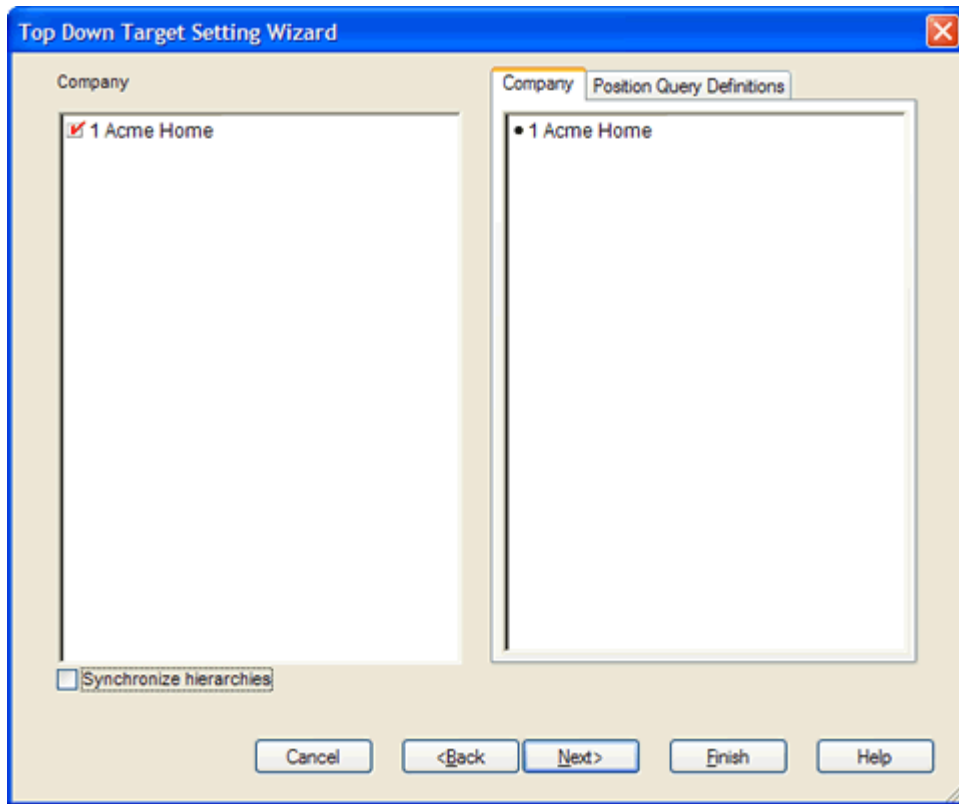 Top Down Target Setting Wizard
Company
Company Position Query Definitions
1 Acme Home
• 1 Acme Home
Synchronize hierarchies
Cancel <Back Next> Finish Help